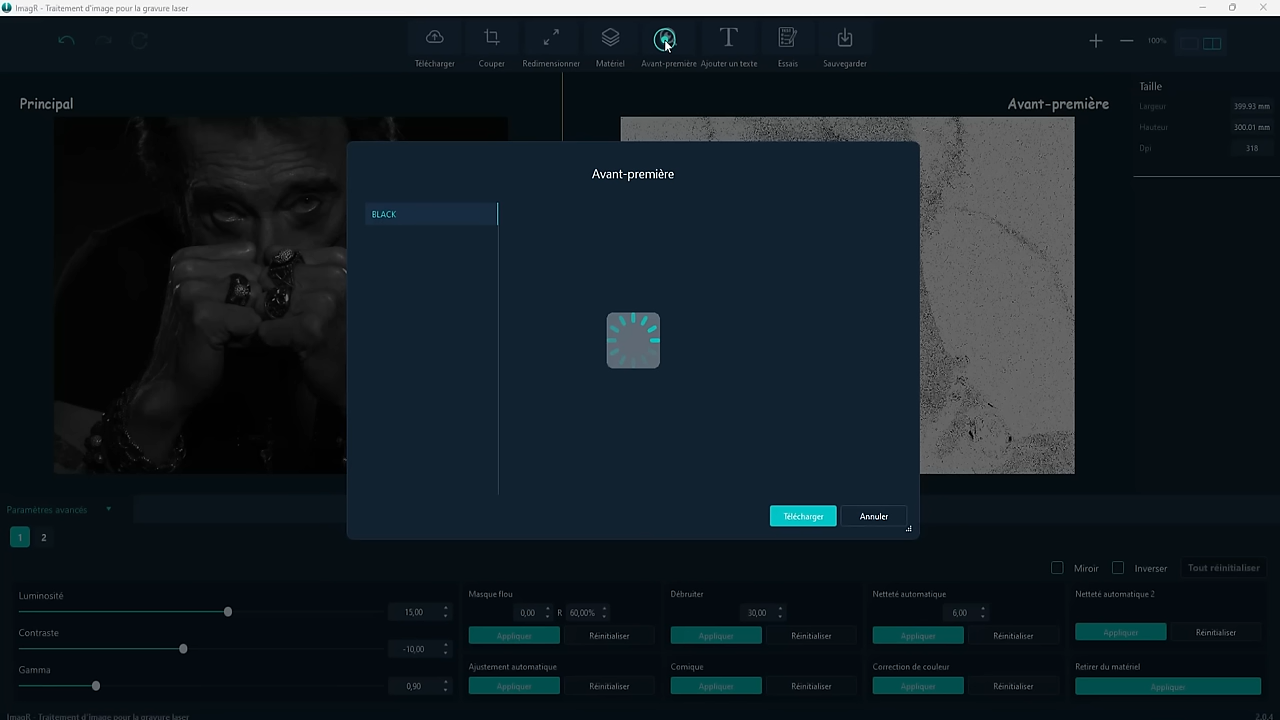 ImagR - Traitement d'image pour la gravure laser
100%
Télécharger Couper Redimensionner Matériel Avant-première Ajouter un texte Essais Sauvegarder
Principal
Avant-première
Taille
Largeur 399.93 mm
Hauteur 300.01 mm
Dpi 318
Avant-première
BLACK
Télécharger Annuler
Paramètres avancés
1 2
Miroir Inverser Tout réinitialiser
Luminosité 15,00
Contraste -10,00
Gamma 0,90
Masque flou
0,00 R 60,00%
Appliquer Réinitialiser
Débruiter
30,00
Appliquer Réinitialiser
Netteté automatique
6,00
Appliquer Réinitialiser
Netteté automatique 2
Appliquer Réinitialiser
Ajustement automatique
Appliquer Réinitialiser
Comique
Appliquer Réinitialiser
Correction de couleur
Appliquer Réinitialiser
Retirer du matériel
Appliquer
ImagR - Traitement d'image pour la gravure laser
2.0.4